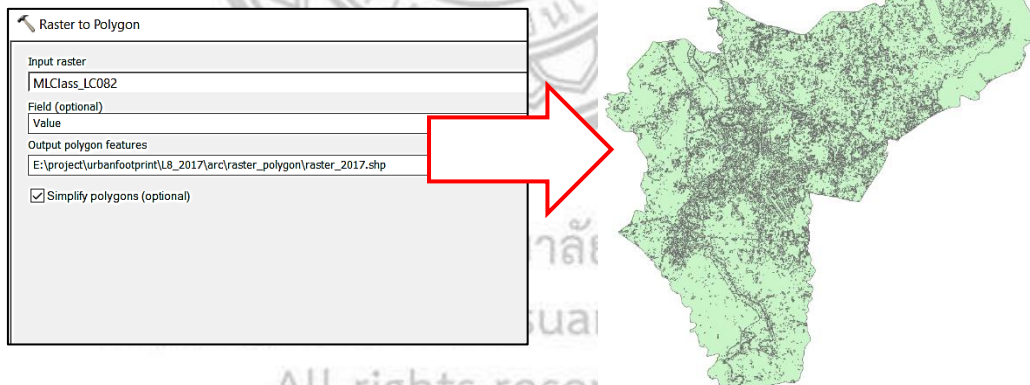 Raster to Polygon
Input raster
MLClass_LC082
Field (optional)
Value
Output polygon features
E:\project\urbanfootprint\L8_2017\arc\raster_polygon\raster_2017.shp
Simplify polygons (optional)
All rights